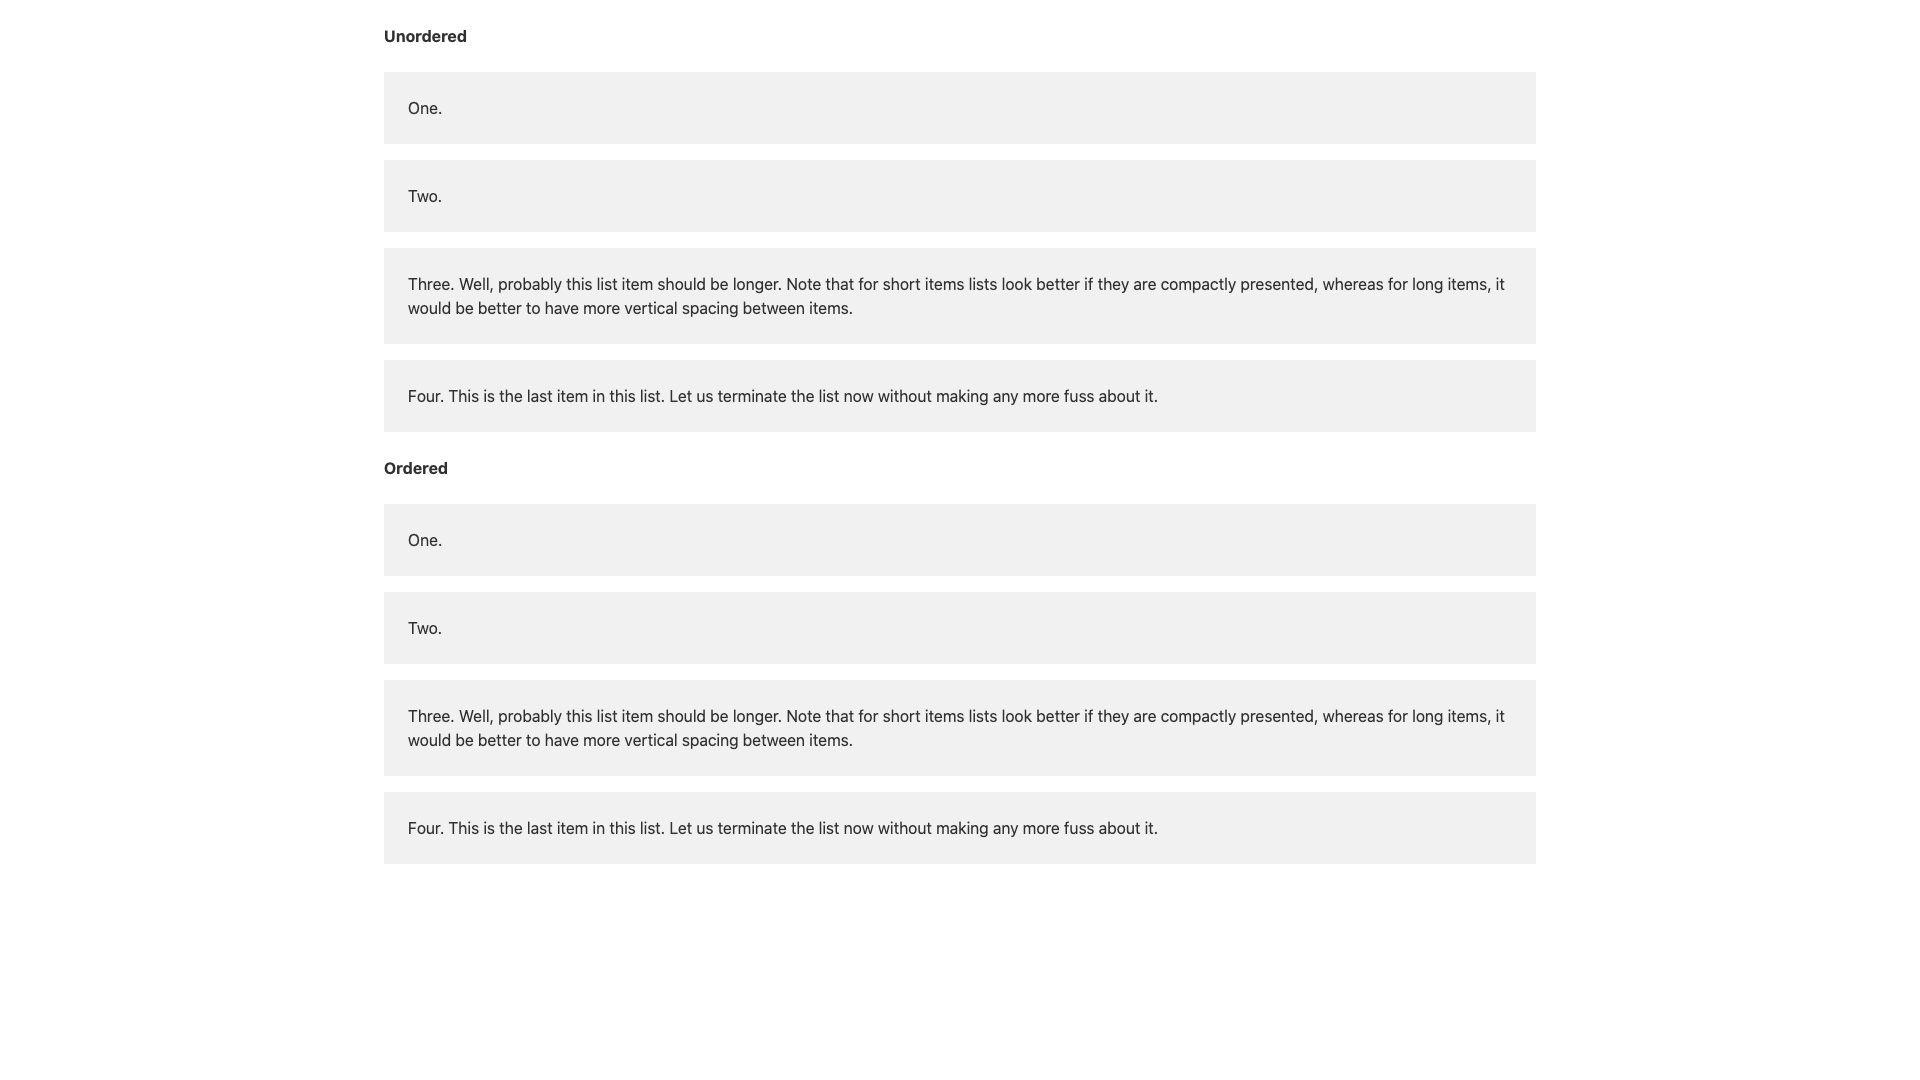 Unordered
One.
Two.
Three. Well, probably this list item should be longer. Note that for short items lists look better if they are compactly presented, whereas for long items, it
would be better to have more vertical spacing between items.
Four. This is the last item in this list. Let us terminate the list now without making any more fuss about it.
Ordered
One.
Two.
Three. Well, probably this list item should be longer. Note that for short items lists look better if they are compactly presented, whereas for long items, it
would be better to have more vertical spacing between items.
Four. This is the last item in this list. Let us terminate the list now without making any more fuss about it.